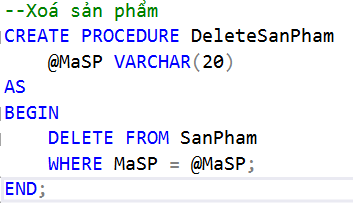 --Xoá sản phẩm
CREATE PROCEDURE DeleteSanPham
    @MaSP VARCHAR(20)
AS
BEGIN
    DELETE FROM SanPham
    WHERE MaSP = @MaSP;
END;